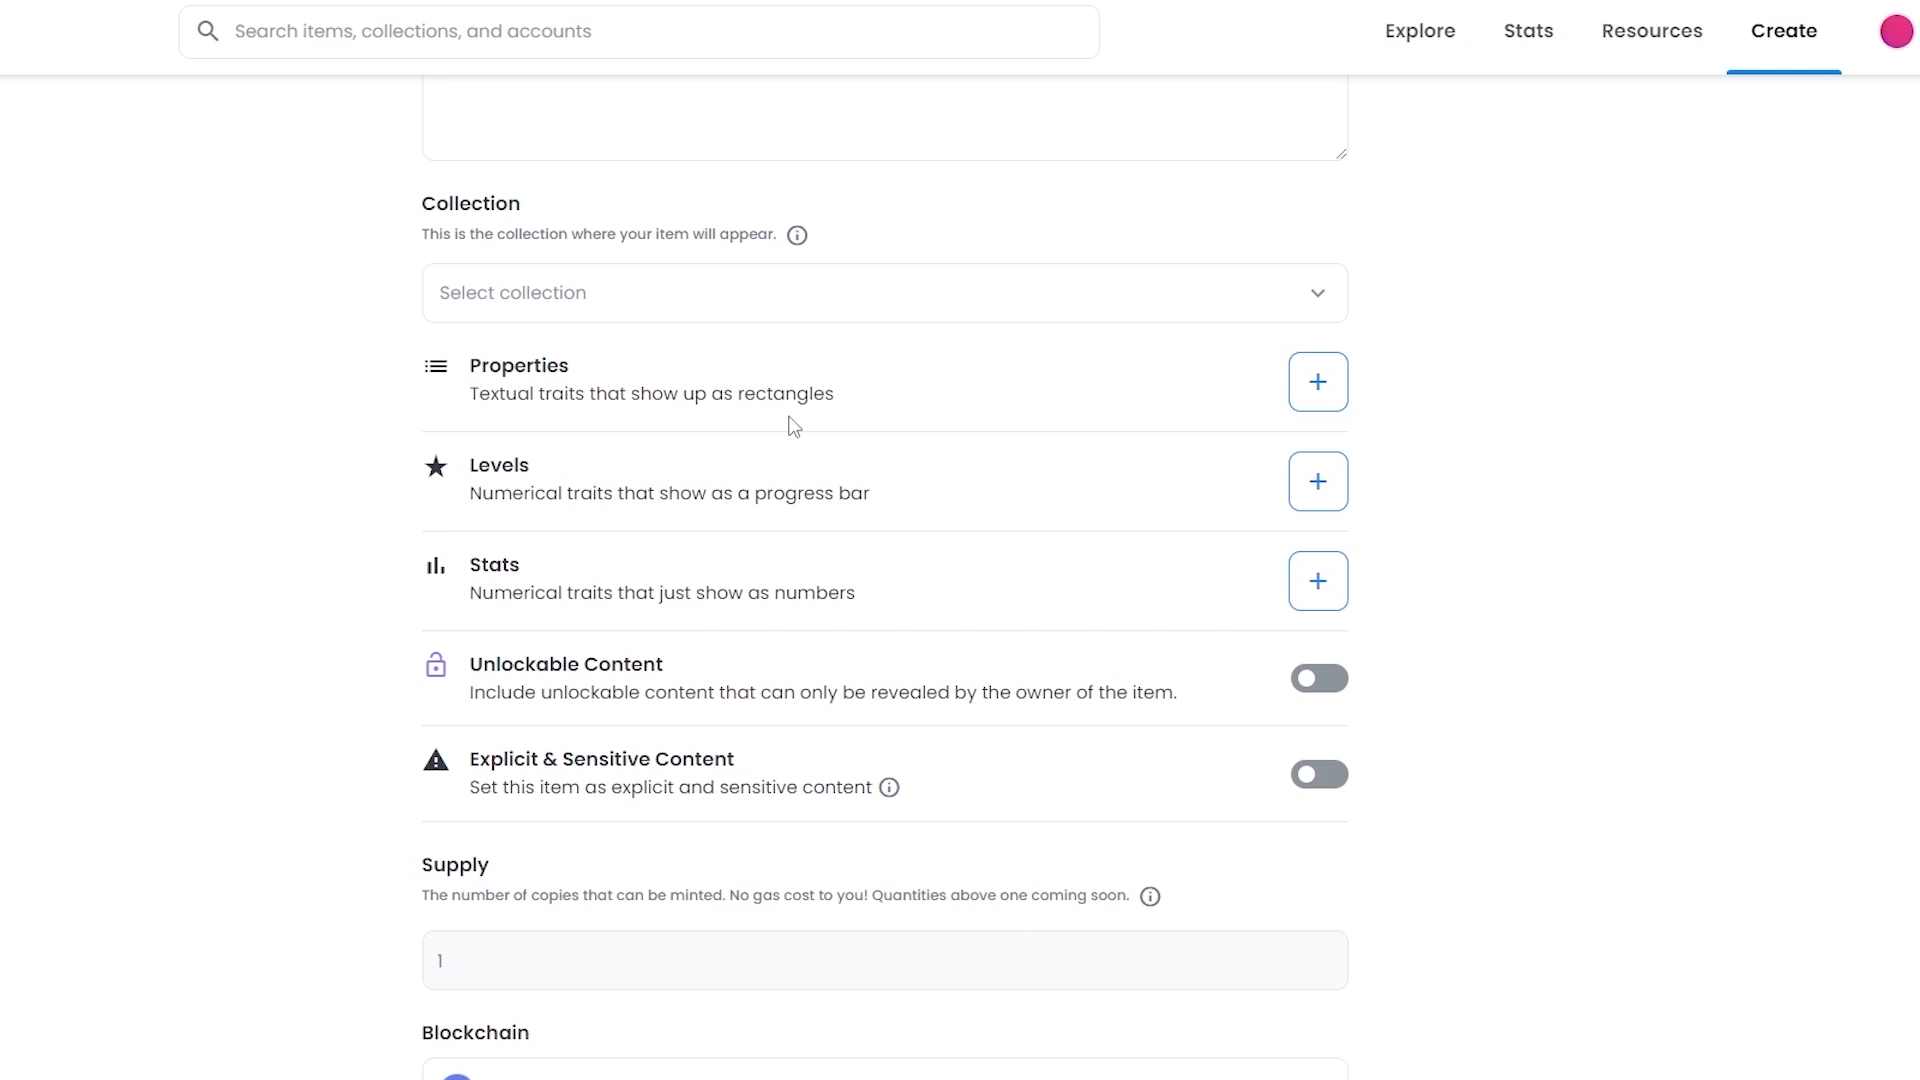 Search items, collections, and accounts
Explore
Stats
Resources
Create
Collection
This is the collection where your item will appear.
Select collection
Properties
Textual traits that show up as rectangles
Levels
Numerical traits that show as a progress bar
Stats
Numerical traits that just show as numbers
Unlockable Content
Include unlockable content that can only be revealed by the owner of the item.
Explicit & Sensitive Content
Set this item as explicit and sensitive content
Supply
The number of copies that can be minted. No gas cost to you! Quantities above one coming soon.
1
Blockchain